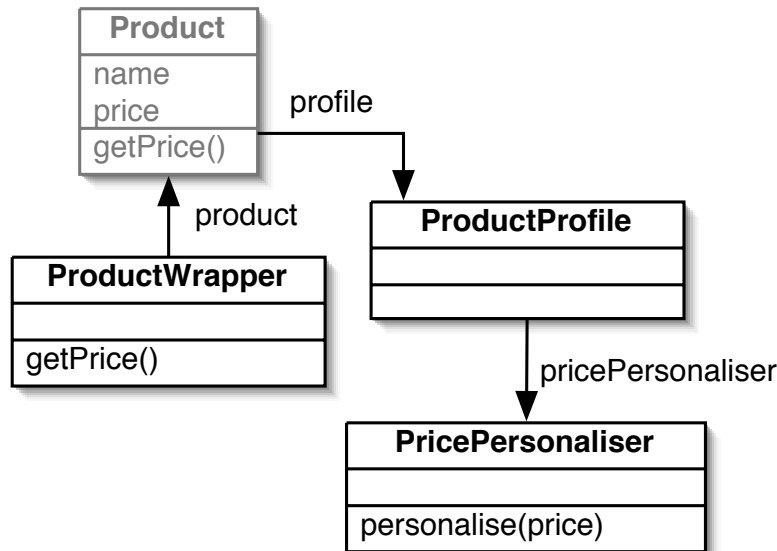 Product
name
price
getPrice()
profile
product
ProductProfile
ProductWrapper
getPrice()
pricePersonaliser
PricePersonaliser
personalise(price)